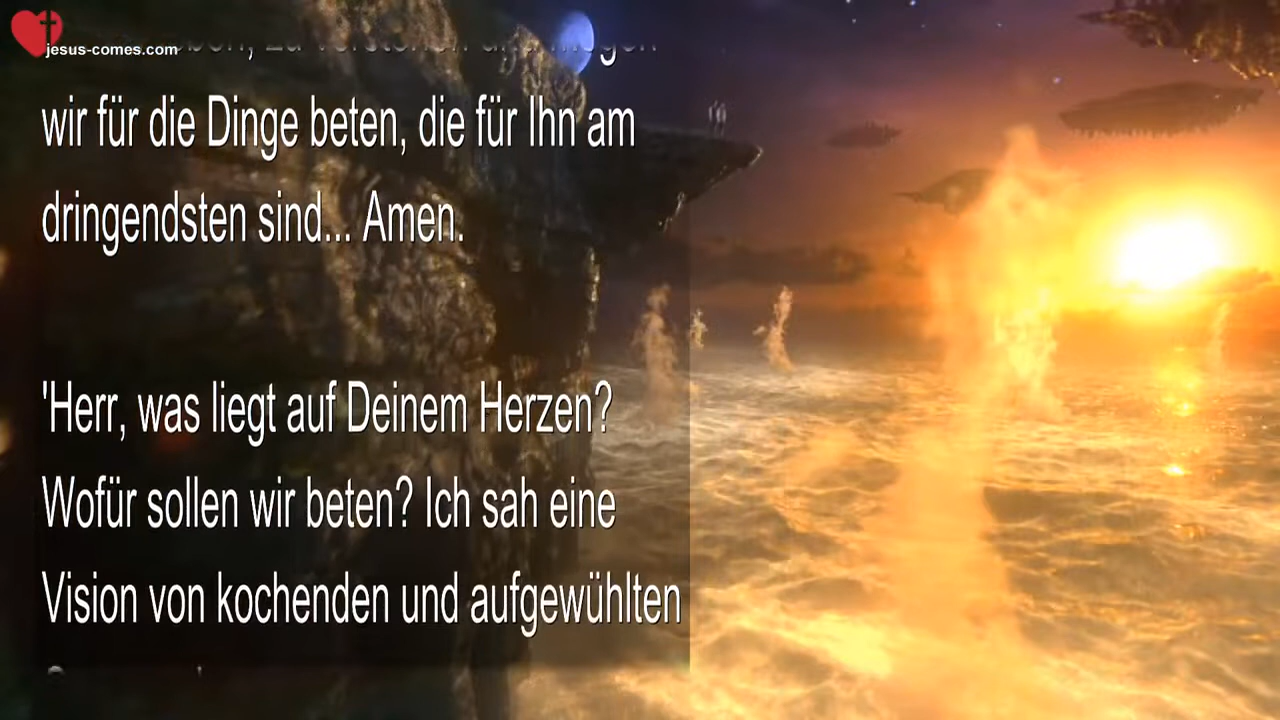 jesus-comes.com
wir für die Dinge beten, die für Ihn am
dringendsten sind... Amen.
'Herr, was liegt auf Deinem Herzen?
Wofür sollen wir beten? Ich sah eine
Vision von kochenden und aufgewühlten